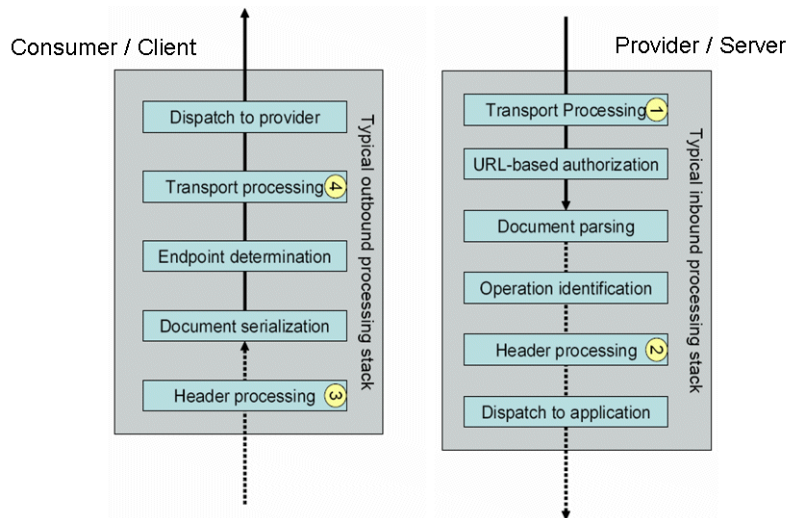 Consumer / Client
Dispatch to provider
Transport processing 4
Endpoint determination
Document serialization
Header processing 3
Typical outbound processing stack
Provider / Server
Transport Processing 1
URL-based authorization
Document parsing
Operation identification
Header processing 2
Dispatch to application
Typical inbound processing stack